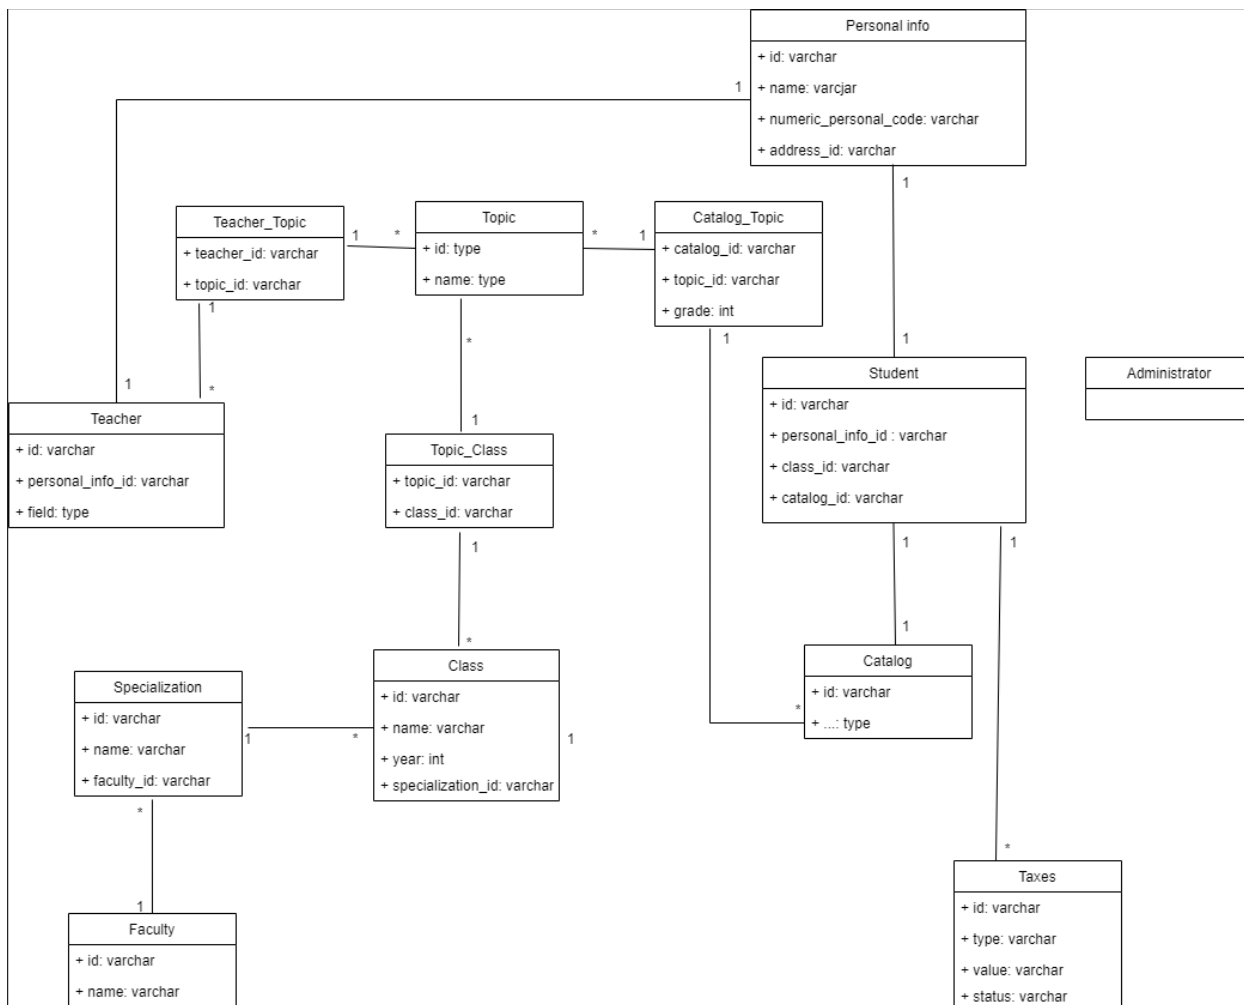 Personal info
+ id: varchar
+ name: varcjar
+ numeric_personal_code: varchar
+ address_id: varchar
1
1
Teacher_Topic
+ teacher_id: varchar
+ topic_id: varchar
1
*
Topic
+ id: type
+ name: type
*
1
Catalog_Topic
+ catalog_id: varchar
+ topic_id: varchar
+ grade: int
1
*
*
1
1
1
Teacher
+ id: varchar
+ personal_info_id: varchar
+ field: type
1
Topic_Class
+ topic_id: varchar
+ class_id: varchar
1
*
Student
+ id: varchar
+ personal_info_id : varchar
+ class_id: varchar
+ catalog_id: varchar
1
1
Administrator
1
*
Catalog
+ id: varchar
+ ...: type
Specialization
+ id: varchar
+ name: varchar
+ faculty_id: varchar
1
*
Class
+ id: varchar
+ name: varchar
+ year: int
+ specialization_id: varchar
1
*
1
Faculty
+ id: varchar
+ name: varchar
*
Taxes
+ id: varchar
+ type: varchar
+ value: varchar
+ status: varchar